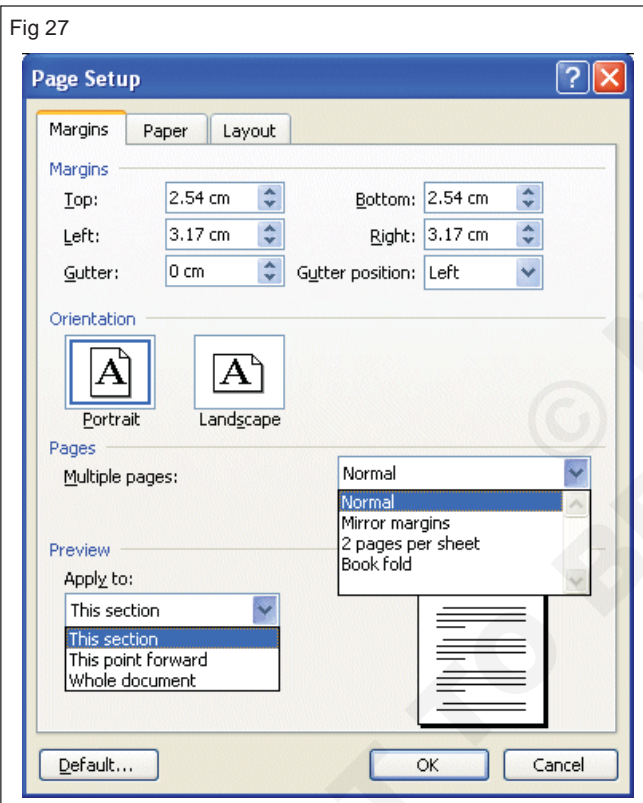 Fig 27
Page Setup
Margins Paper Layout
Margins
Top: 2.54 cm Bottom: 2.54 cm
Left: 3.17 cm Right: 3.17 cm
Gutter: 0 cm Gutter position: Left
Orientation
A A
Portrait Landscape
Pages
Multiple pages: Normal
Normal
Mirror margins
2 pages per sheet
Book fold
Preview
Apply to:
This section
This section
This point forward
Whole document
Default... OK Cancel